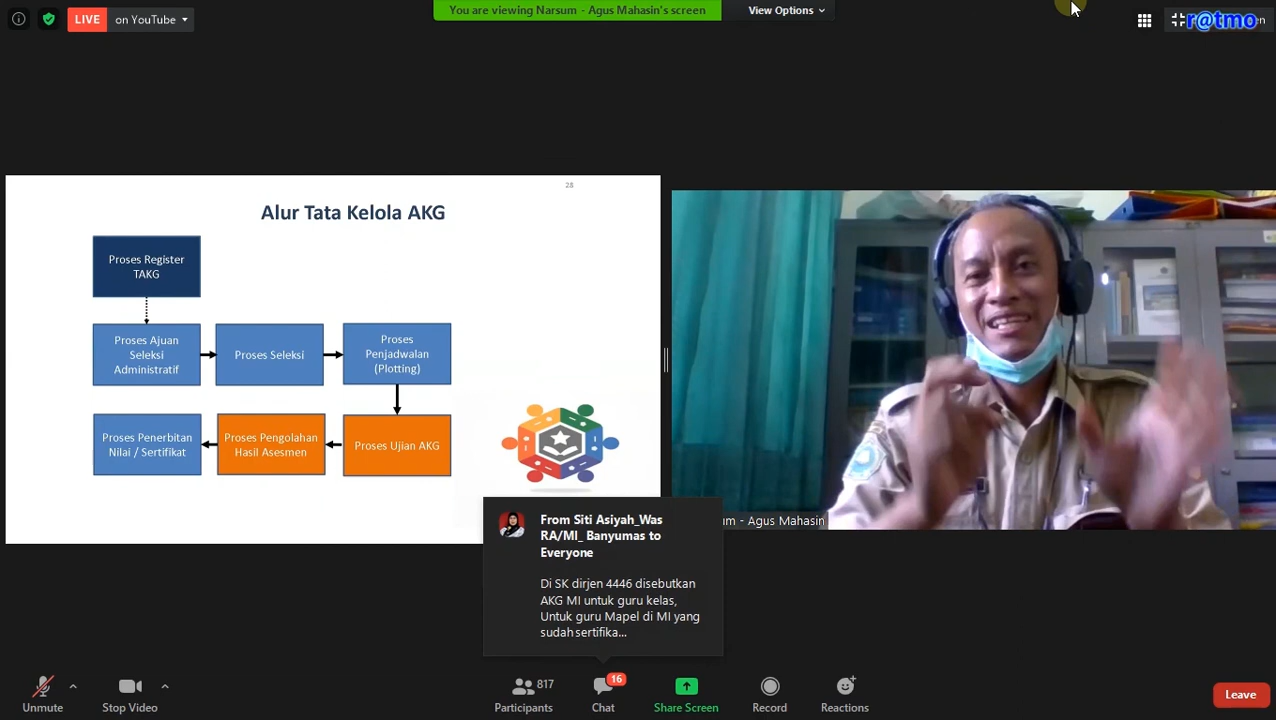 LIVE on YouTube
You are viewing Narsum - Agus Mahasin's screen
View Options
r@tmo
28
Alur Tata Kelola AKG
Proses Register
TAKG
Proses Ajuan
Seleksi
Administratif
Proses Seleksi
Proses
Penjadwalan
(Plotting)
Proses Penerbitan
Nilai / Sertifikat
Proses Pengolahan
Hasil Asesmen
Proses Ujian AKG
um - Agus Mahasin
From Siti Asiyah_Was
RA/MI_ Banyumas to
Everyone
Di SK dirjen 4446 disebutkan
AKG MI untuk guru kelas,
Untuk guru Mapel di MI yang
sudah sertifika...
Unmute
Stop Video
817
Participants
16
Chat
Share Screen
Record
Reactions
Leave